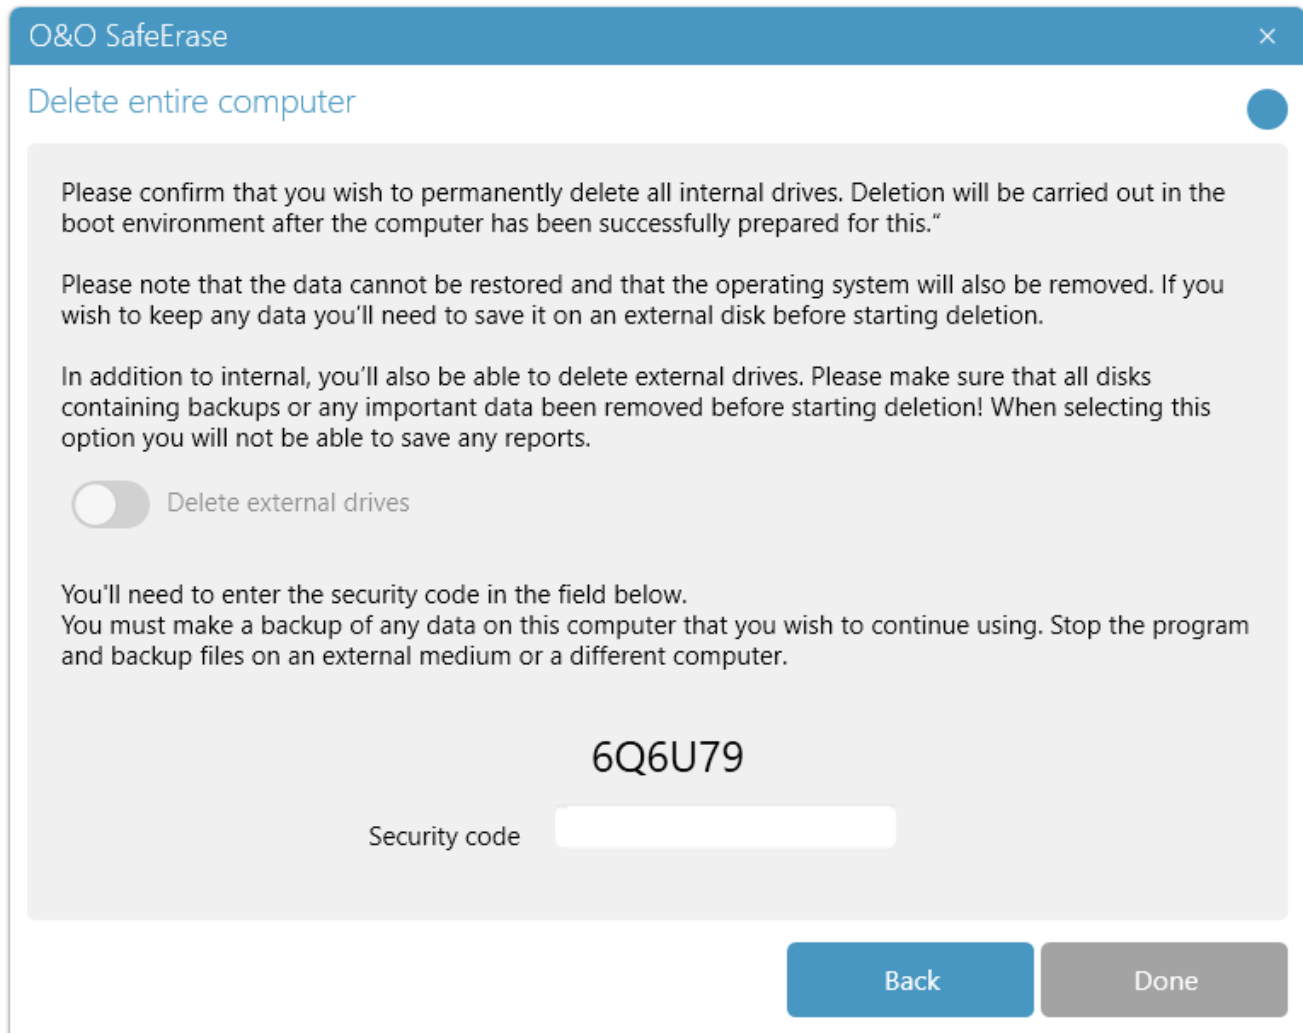 O&O SafeErase
Delete entire computer
Please confirm that you wish to permanently delete all internal drives. Deletion will be carried out in the
boot environment after the computer has been successfully prepared for this.“
Please note that the data cannot be restored and that the operating system will also be removed. If you
wish to keep any data you’ll need to save it on an external disk before starting deletion.
In addition to internal, you’ll also be able to delete external drives. Please make sure that all disks
containing backups or any important data been removed before starting deletion! When selecting this
option you will not be able to save any reports.
Delete external drives
You'll need to enter the security code in the field below.
You must make a backup of any data on this computer that you wish to continue using. Stop the program
and backup files on an external medium or a different computer.
6Q6U79
Security code
Back
Done